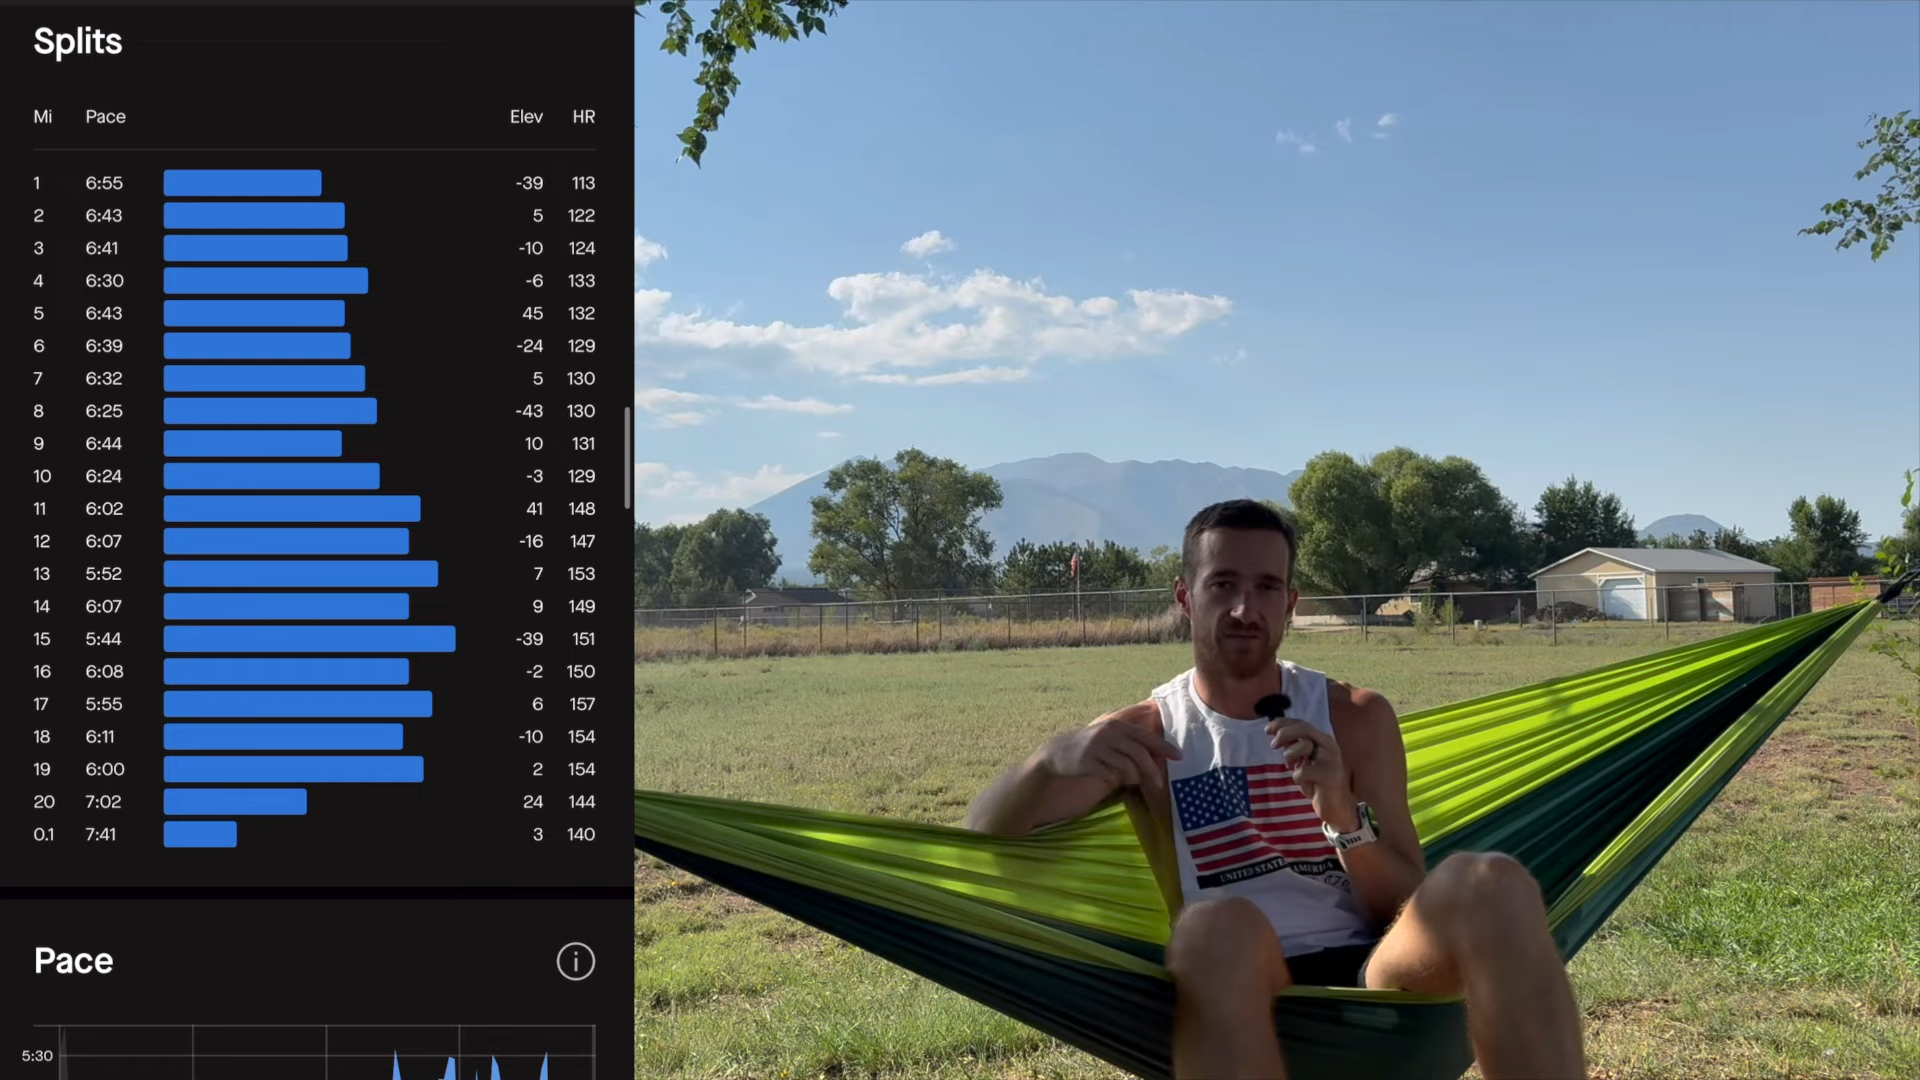 Splits
Mi Pace Elev HR
1 6:55 -39 113
2 6:43 5 122
3 6:41 -10 124
4 6:30 -6 133
5 6:43 45 132
6 6:39 -24 129
7 6:32 5 130
8 6:25 -43 130
9 6:44 10 131
10 6:24 -3 129
11 6:02 41 148
12 6:07 -16 147
13 5:52 7 153
14 6:07 9 149
15 5:44 -39 151
16 6:08 -2 150
17 5:55 6 157
18 6:11 -10 154
19 6:00 2 154
20 7:02 24 144
0.1 7:41 3 140
Pace
5:30
UNITED STATES AMERICA